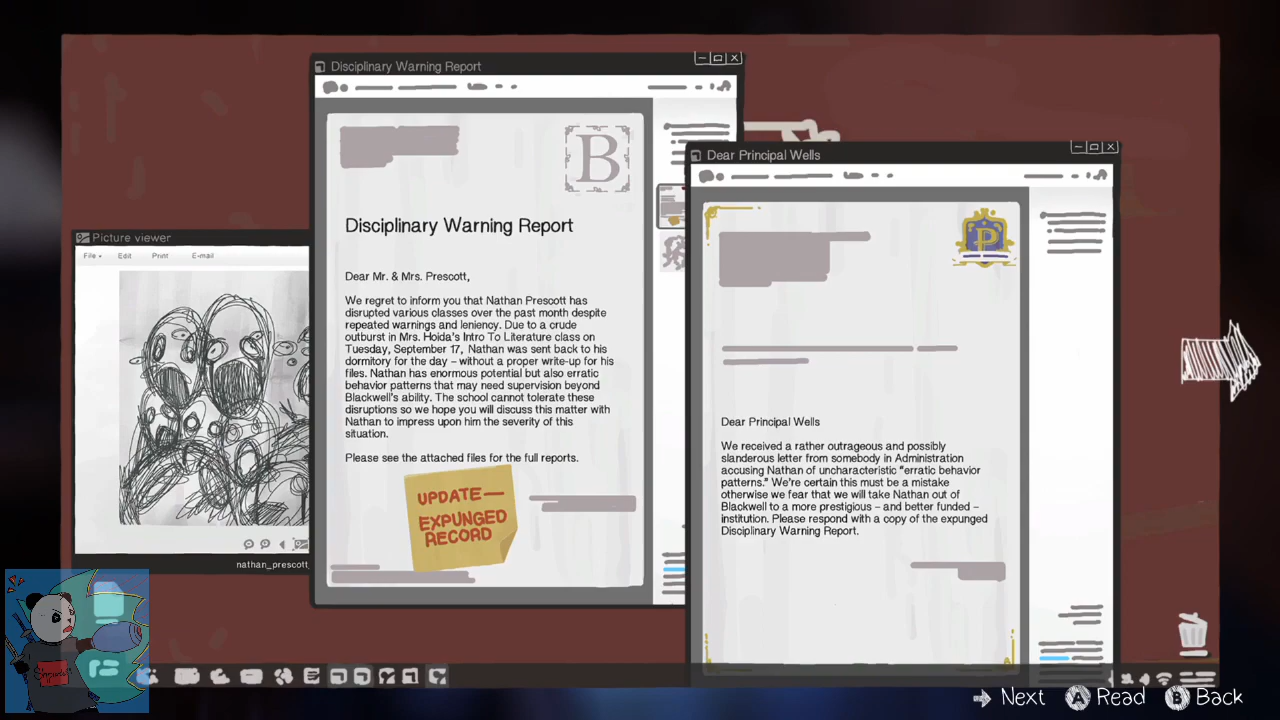 Picture viewer
File
Edit
Print
E-mail
nathan_prescott_
Disciplinary Warning Report
B
Disciplinary Warning Report
Dear Mr. & Mrs. Prescott,
We regret to inform you that Nathan Prescott has
disrupted various classes over the past month despite
repeated warnings and leniency. Due to a crude
outburst in Mrs. Hoida's Intro To Literature class on
Tuesday, September 17, Nathan was sent back to his
dormitory for the day – without a proper write-up for his
files. Nathan has enormous potential but also erratic
behavior patterns that may need supervision beyond
Blackwell's ability. The school cannot tolerate these
disruptions so we hope you will discuss this matter with
Nathan to impress upon him the severity of this
situation.
Please see the attached files for the full reports.
UPDATE—
EXPUNGED
RECORD
Dear Principal Wells
P
Dear Principal Wells
We received a rather outrageous and possibly
slanderous letter from somebody in Administration
accusing Nathan of uncharacteristic “erratic behavior
patterns.” We're certain this must be a mistake
otherwise we fear that we will take Nathan out of
Blackwell to a more prestigious – and better funded –
institution. Please respond with a copy of the expunged
Disciplinary Warning Report.
Next A Read B Back